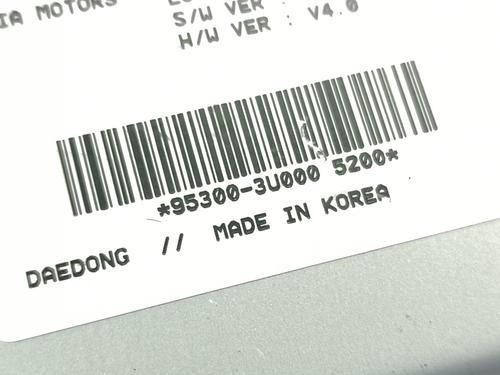 IA MOTORS
S/W VER :
H/W VER : V4.0
*95300-3U000 5200*
DAEDONG // MADE IN KOREA